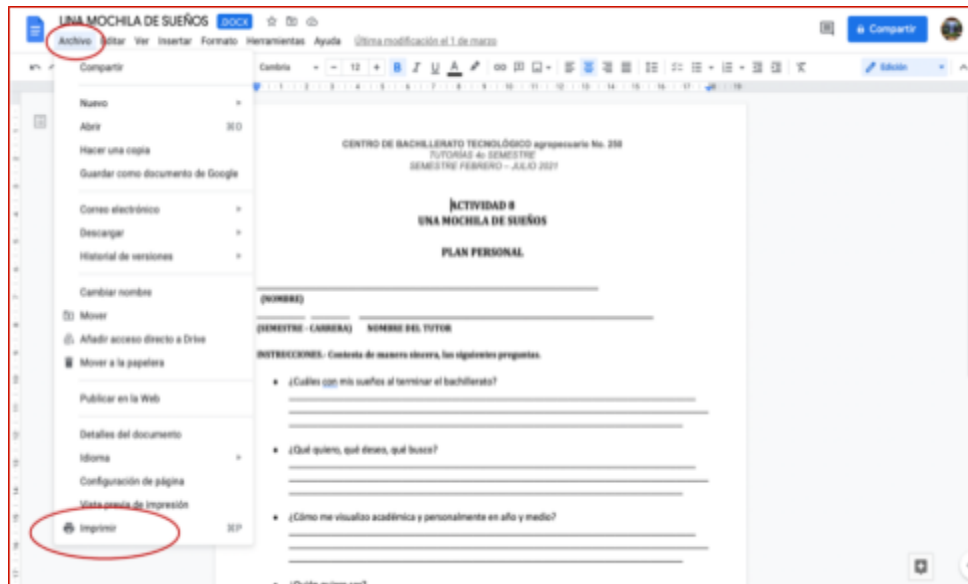 UNA MOCHILA DE SUEÑOS .DOCX
Archivo Editar Ver Insertar Formato Herramientas Ayuda Última modificación el 1 de marzo
Compartir
Cambria - 12 + B I U A
Edición
Compartir
Nuevo
Abrir ⌘O
Hacer una copia
Guardar como documento de Google
Correo electrónico
Descargar
Historial de versiones
Cambiar nombre
Mover
Añadir acceso directo a Drive
Mover a la papelera
Publicar en la Web
Detalles del documento
Idioma
Configuración de página
Vista previa de impresión
Imprimir ⌘P
CENTRO DE BACHILLERATO TECNOLÓGICO agropecuario No. 258
TUTORÍAS 4o SEMESTRE
SEMESTRE FEBRERO – JULIO 2021
ACTIVIDAD 8
UNA MOCHILA DE SUEÑOS
PLAN PERSONAL
(NOMBRE)
(SEMESTRE - CARRERA) NOMBRE DEL TUTOR
INSTRUCCIONES.- Contesta de manera sincera, las siguientes preguntas.
¿Cuáles con mis sueños al terminar el bachillerato?
¿Qué quiero, qué deseo, qué busco?
¿Cómo me visualizo académica y personalmente en año y medio?
¿Quién quiero ser?